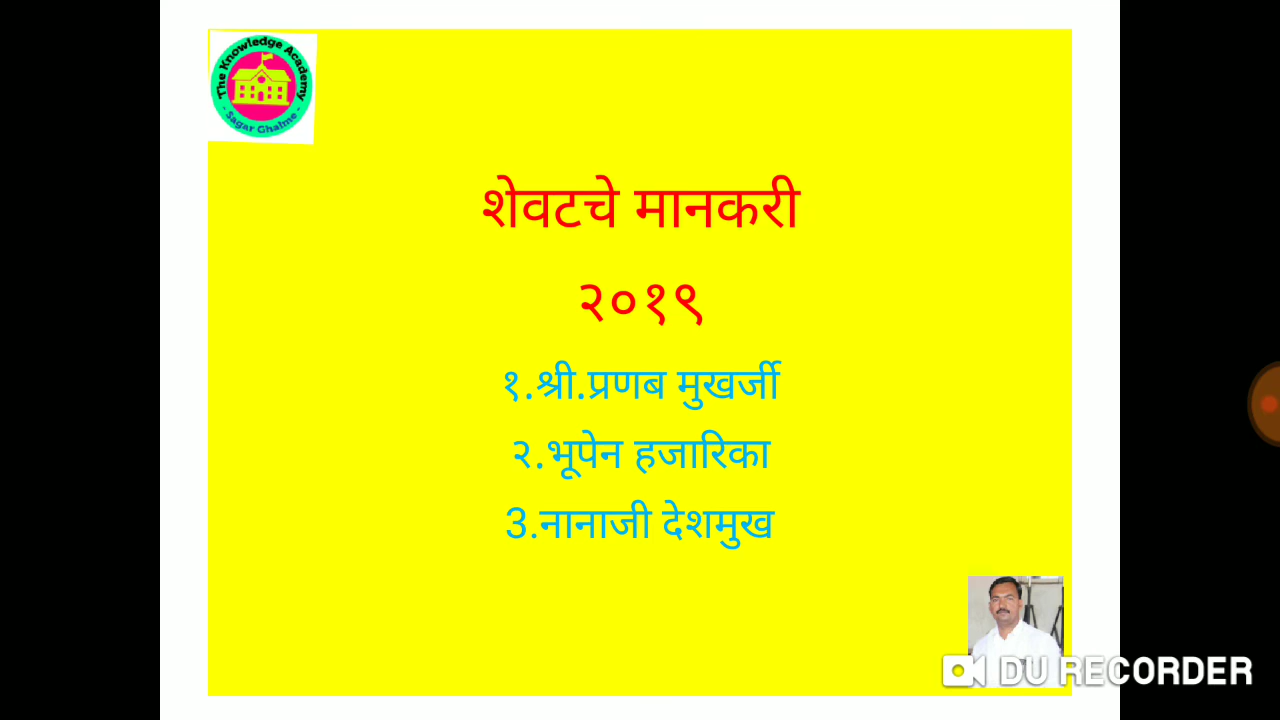 The Knowledge Academy
- Sagar Ghalme -
शेवटचे मानकरी
२०१९
१.श्री.प्रणब मुखर्जी
२.भूपेन हजारिका
3.नानाजी देशमुख
DU RECORDER